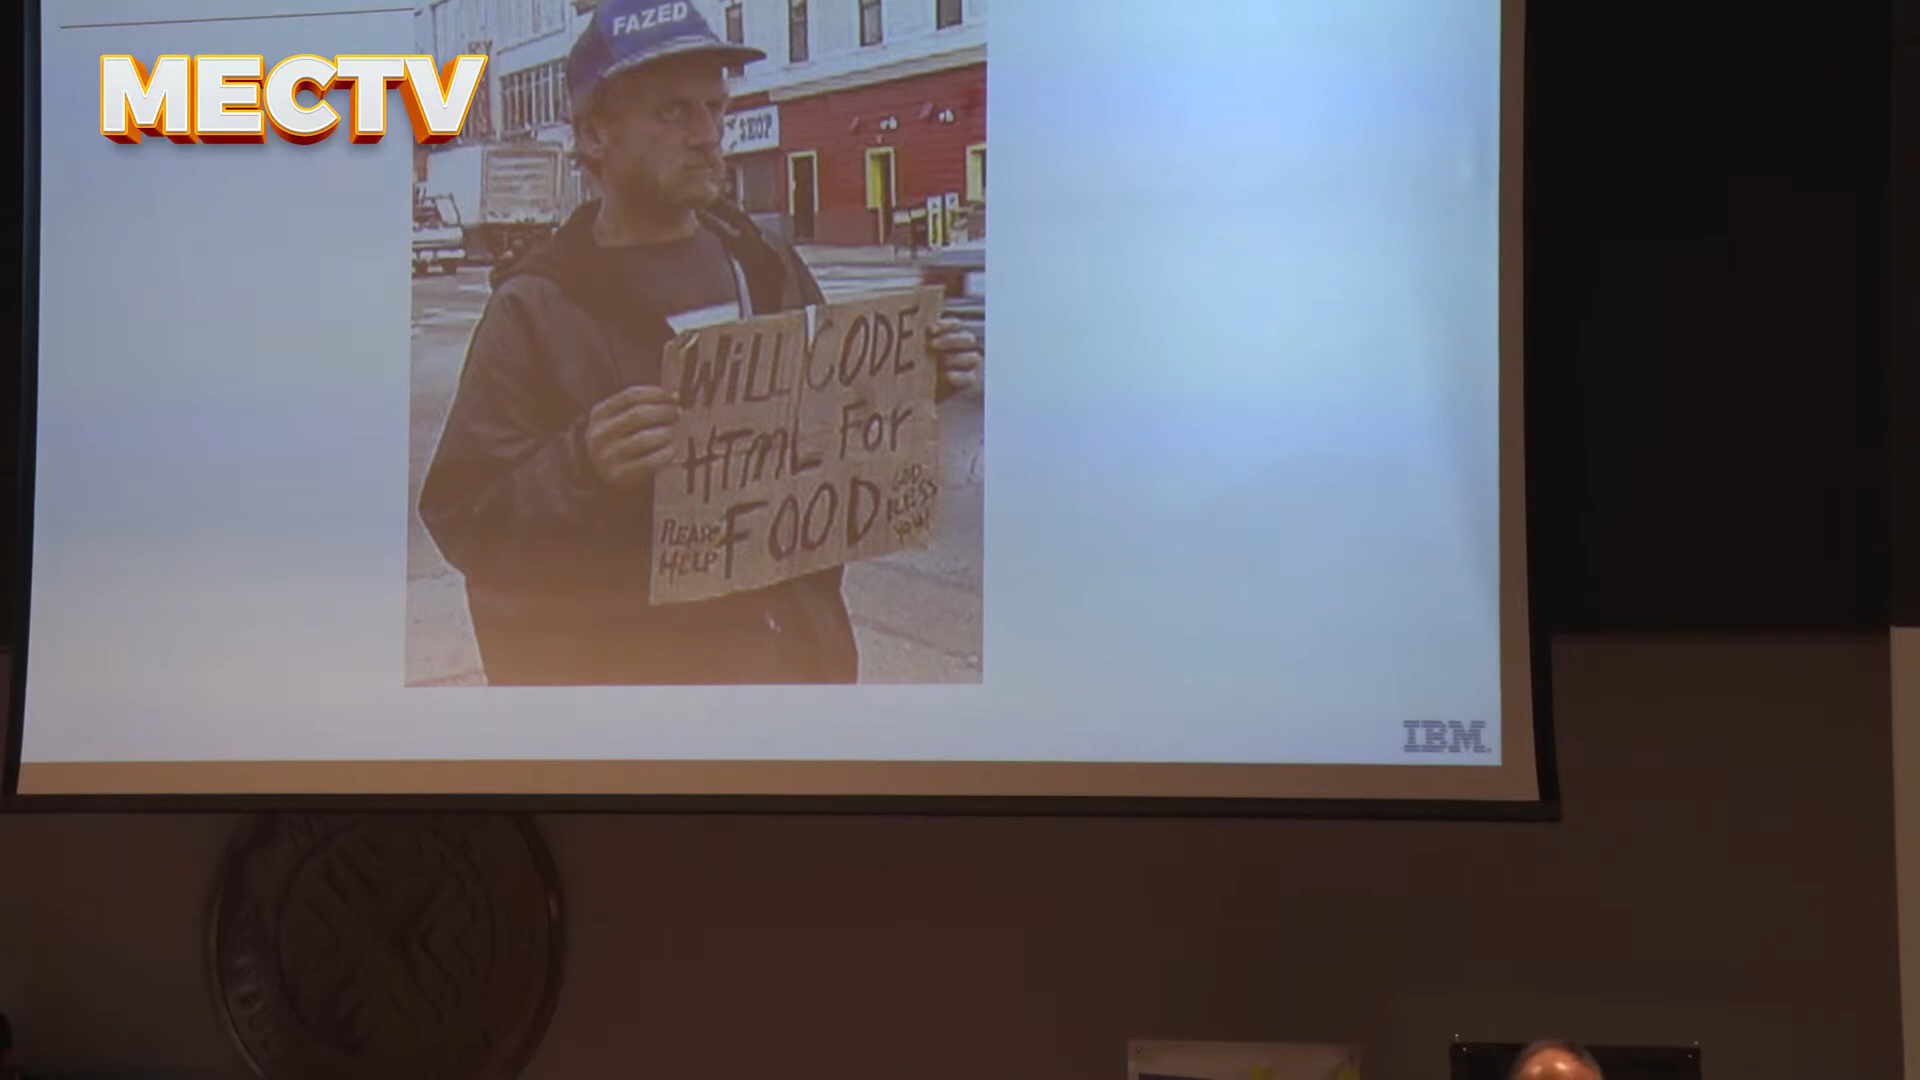 FAZED
MECTV
SHOP
WiLL CODE
HTmL For
FOOD
GOD
BLESS
YOU!
PLEASE
HELP
IBM